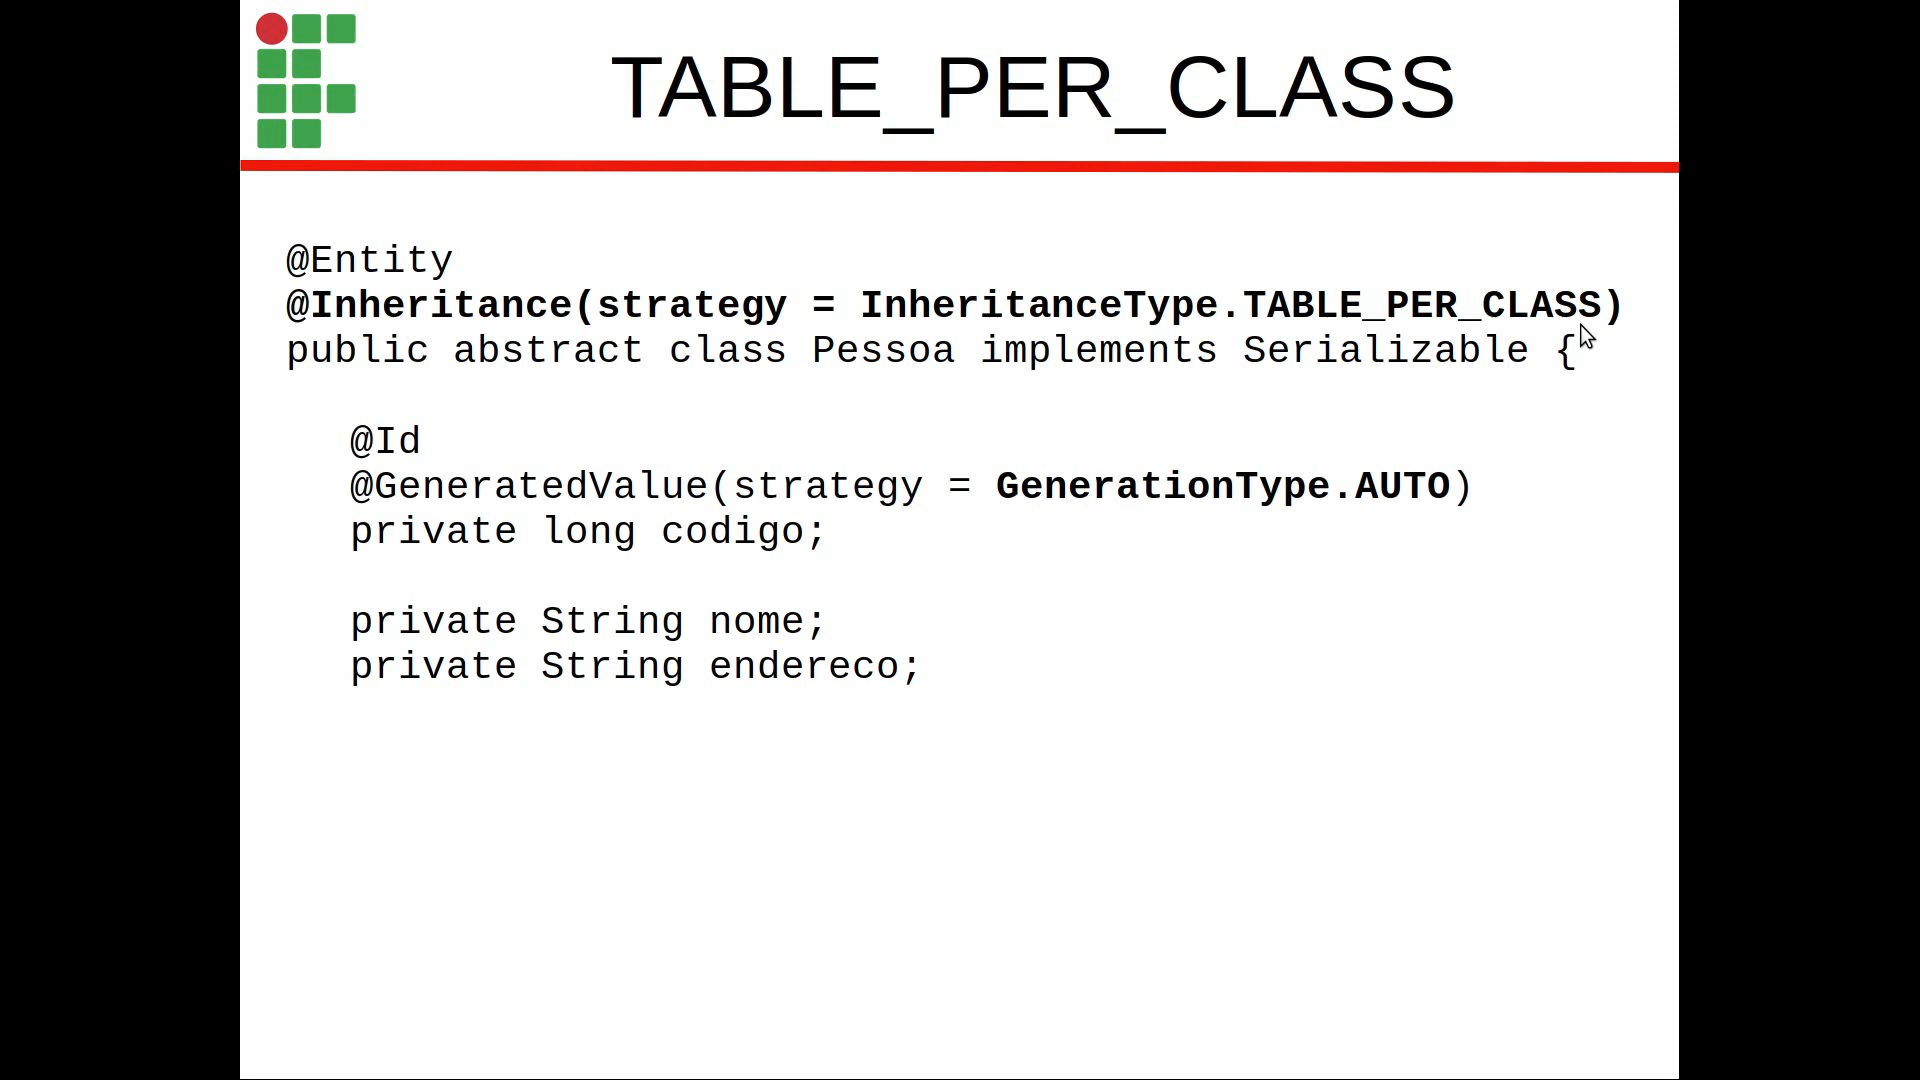 TABLE_PER_CLASS
@Entity
@Inheritance(strategy = InheritanceType.TABLE_PER_CLASS)
public abstract class Pessoa implements Serializable {
@Id
@GeneratedValue(strategy = GenerationType.AUTO)
private long codigo;
private String nome;
private String endereco;